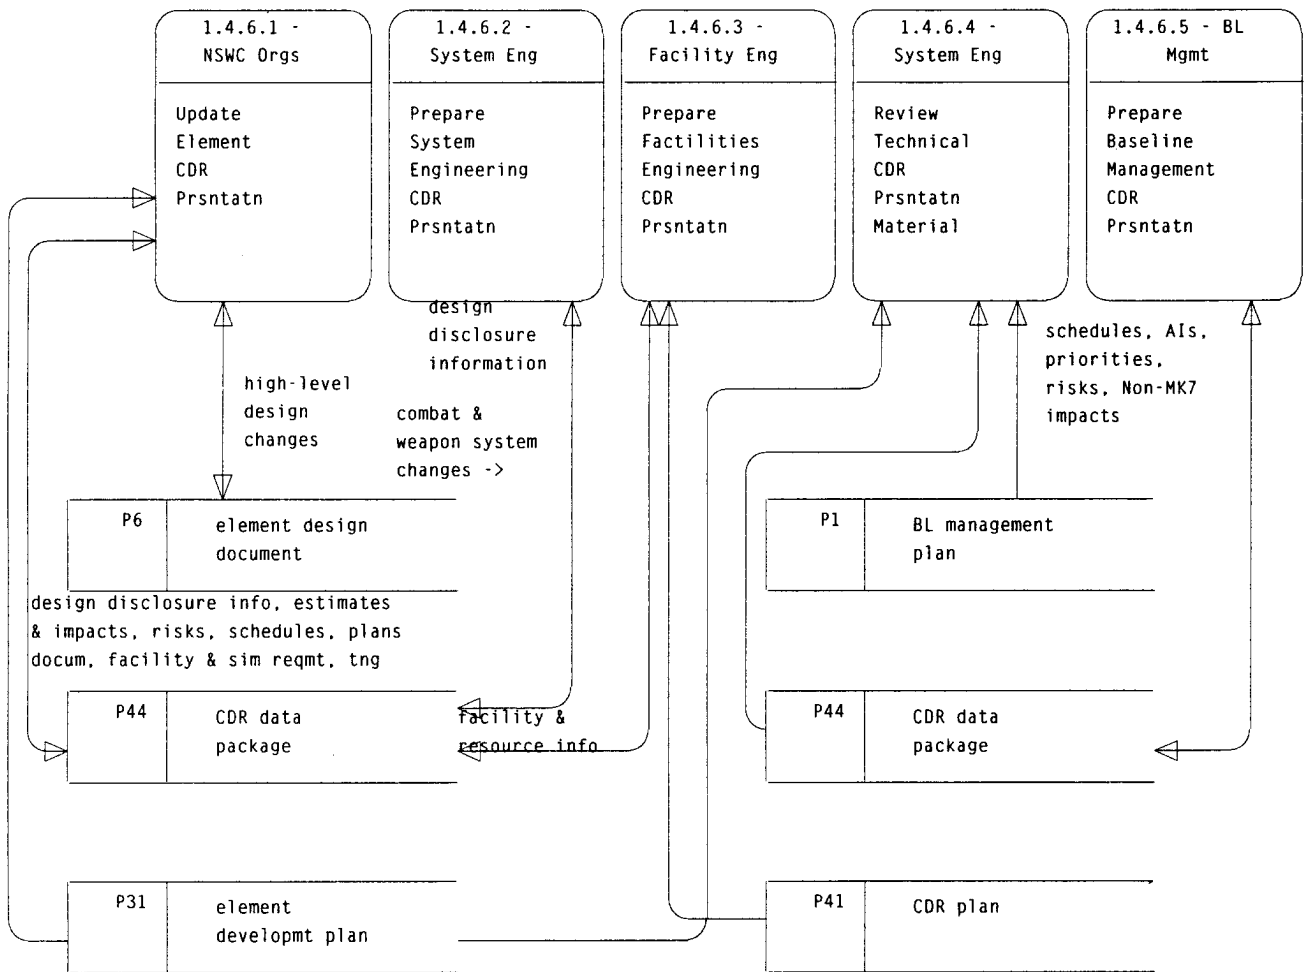 1.4.6.1 -
NSWC Orgs
Update
Element
CDR
Prsntatn
1.4.6.2 -
System Eng
Prepare
System
Engineering
CDR
Prsntatn
1.4.6.3 -
Facility Eng
Prepare
Factilities
Engineering
CDR
Prsntatn
1.4.6.4 -
System Eng
Review
Technical
CDR
Prsntatn
Material
1.4.6.5 - BL
Mgmt
Prepare
Baseline
Management
CDR
Prsntatn
design
disclosure
information
high-level
design
changes
combat &
weapon system
changes ->
schedules, AIs,
priorities,
risks, Non-MK7
impacts
P6
element design
document
P1
BL management
plan
design disclosure info, estimates
& impacts, risks, schedules, plans
docum, facility & sim reqmt, tng
P44
CDR data
package
facility &
resource info
P44
CDR data
package
P31
element
developmt plan
P41
CDR plan